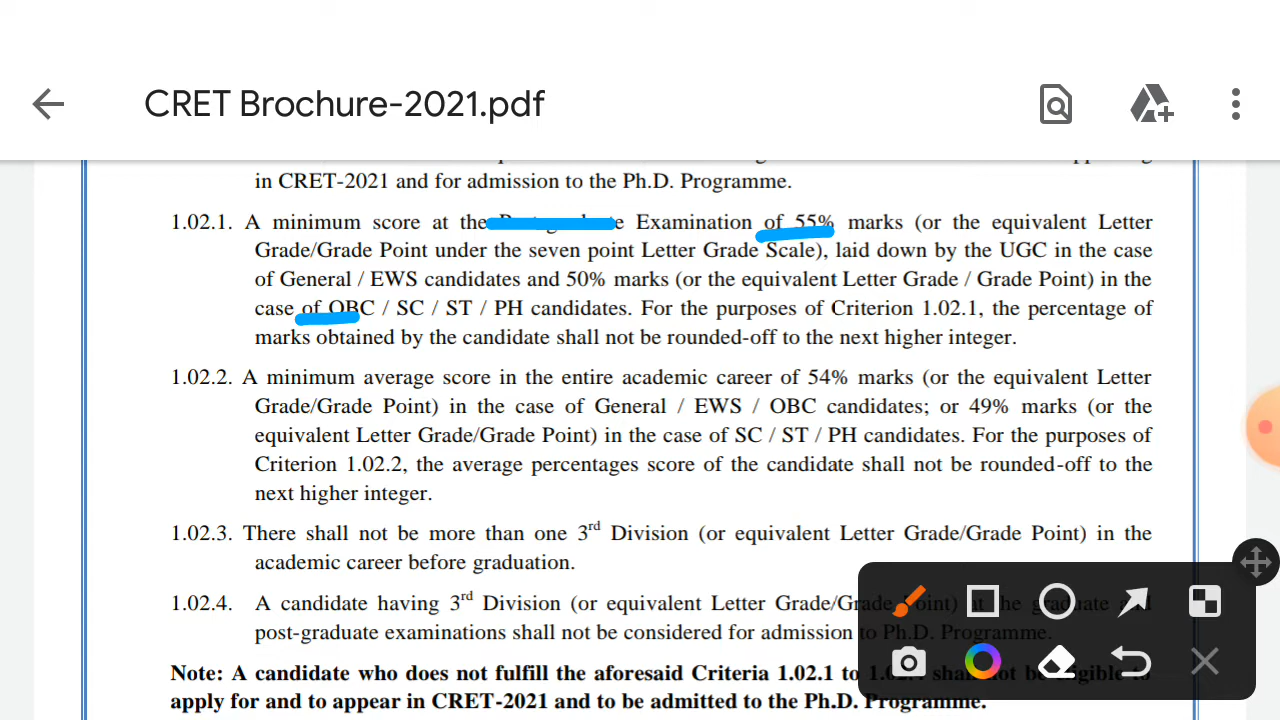 CRET Brochure-2021.pdf
in CRET-2021 and for admission to the Ph.D. Programme.
1.02.1. A minimum score at the Examination of 55% marks (or the equivalent Letter
Grade/Grade Point under the seven point Letter Grade Scale), laid down by the UGC in the case
of General / EWS candidates and 50% marks (or the equivalent Letter Grade / Grade Point) in the
case of OBC / SC / ST / PH candidates. For the purposes of Criterion 1.02.1, the percentage of
marks obtained by the candidate shall not be rounded-off to the next higher integer.
1.02.2. A minimum average score in the entire academic career of 54% marks (or the equivalent Letter
Grade/Grade Point) in the case of General / EWS / OBC candidates; or 49% marks (or the
equivalent Letter Grade/Grade Point) in the case of SC / ST / PH candidates. For the purposes of
Criterion 1.02.2, the average percentages score of the candidate shall not be rounded-off to the
next higher integer.
1.02.3. There shall not be more than one 3rd Division (or equivalent Letter Grade/Grade Point) in the
academic career before graduation.
1.02.4. A candidate having 3rd Division (or equivalent Letter Grade/Grade Point) at the graduate and
post-graduate examinations shall not be considered for admission to Ph.D. Programme.
Note: A candidate who does not fulfill the aforesaid Criteria 1.02.1 to shall not be eligible to
apply for and to appear in CRET-2021 and to be admitted to the Ph.D. Programme.